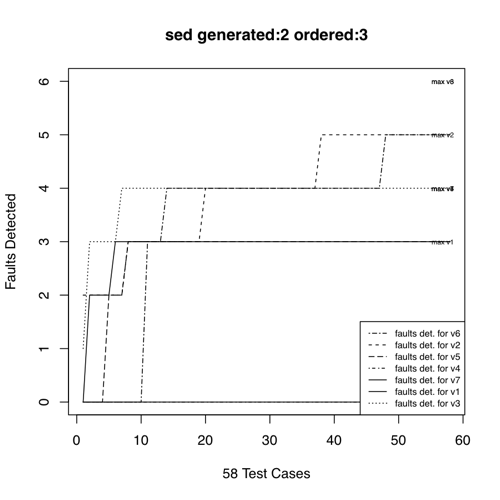 sed generated:2 ordered:3
Faults Detected
6
5
4
3
2
1
0
max v2
max v1
faults det. for v6
faults det. for v2
faults det. for v5
faults det. for v4
faults det. for v7
faults det. for v1
faults det. for v3
0
10
20
30
40
50
60
58 Test Cases